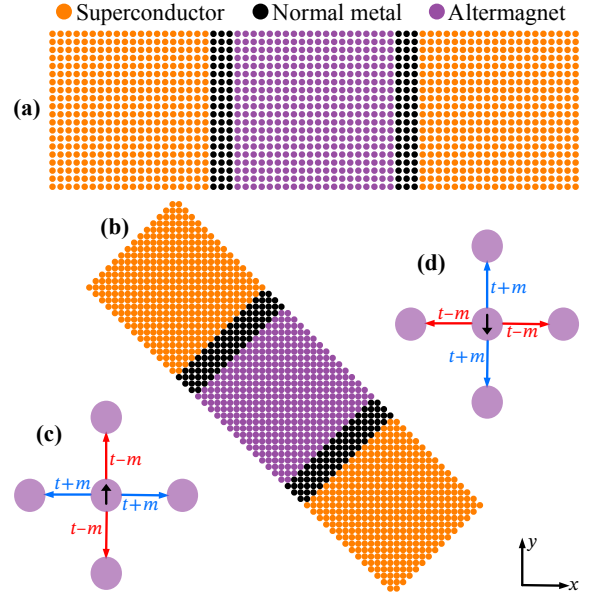 Superconductor Normal metal Altermagnet
(a)
(b)
(d)
t+m
t−m t−m
t+m
(c)
t−m
t+m t+m
t−m
y
x